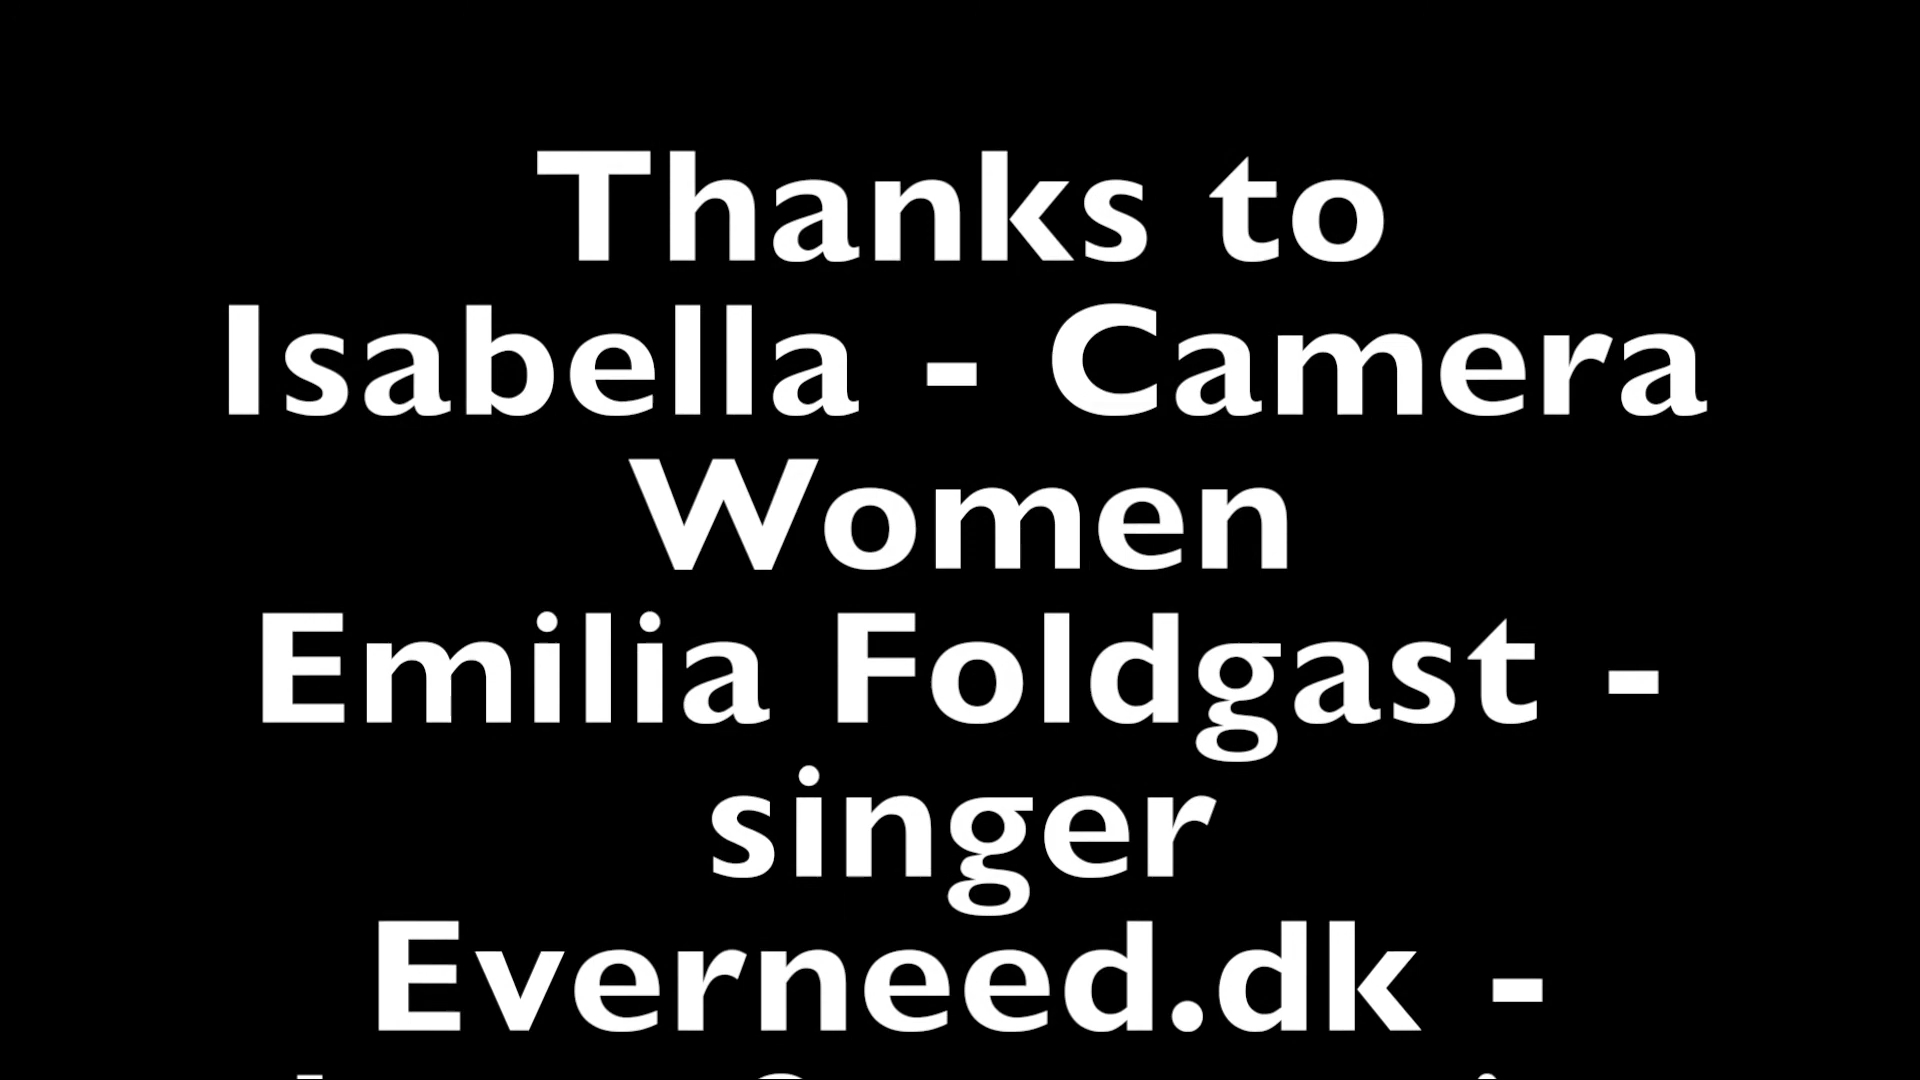 Thanks to
Isabella - Camera
Women
Emilia Foldgast -
singer
Everneed.dk -